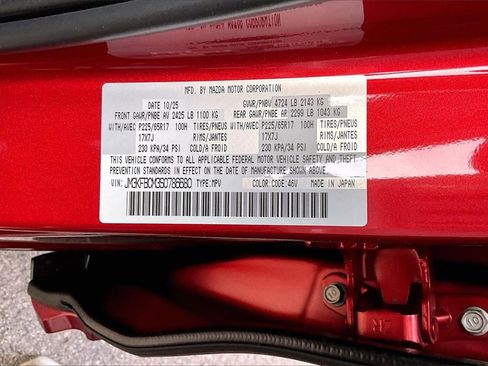 MFD. BY MAZDA MOTOR CORPORATION
DATE 10/25 GVWR/PNBV 4724 LB 2143 KG
FRONT GAWR/PNBE AV 2425 LB 1100 KG REAR GAWR/PNBE AR 2299 LB 1043 KG
WITH/AVEC P225/65R17 100H TIRES/PNEUS WITH/AVEC P225/65R17 100H TIRES/PNEUS
17X7J RIMS/JANTES 17X7J RIMS/JANTES
230 KPA/34 PSI COLD/A FROID 230 KPA/34 PSI COLD/A FROID
THIS VEHICLE CONFORMS TO ALL APPLICABLE FEDERAL MOTOR VEHICLE SAFETY, BUMPER, AND THEFT
PREVENTION STANDARDS IN EFFECT ON THE DATE OF MANUFACTURE SHOWN ABOVE.
TYPE:MPV COLOR CODE:46V MADE IN JAPAN